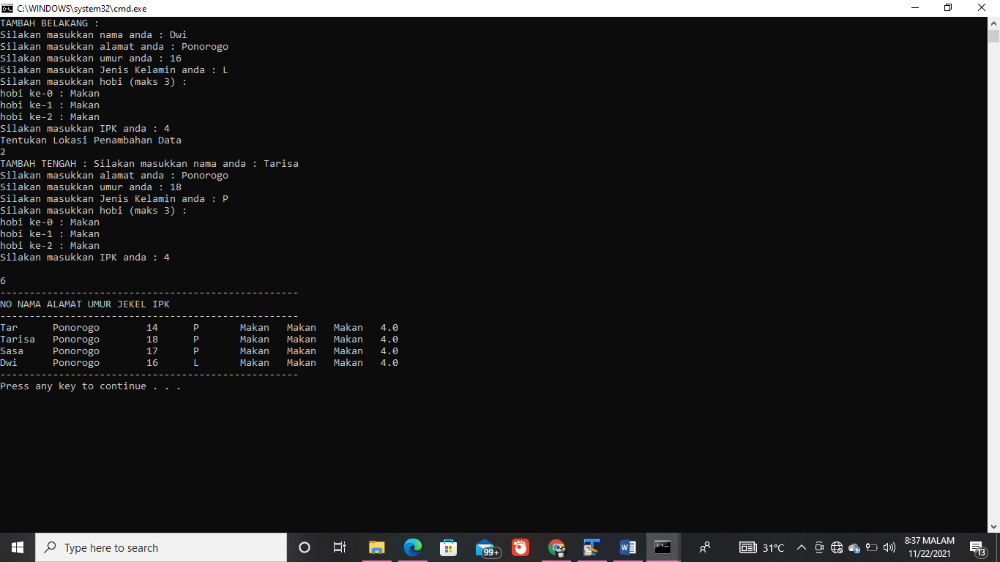 C:\WINDOWS\system32\cmd.exe
TAMBAH BELAKANG :
Silakan masukkan nama anda : Dwi
Silakan masukkan alamat anda : Ponorogo
Silakan masukkan umur anda : 16
Silakan masukkan Jenis Kelamin anda : L
Silakan masukkan hobi (maks 3) :
hobi ke-0 : Makan
hobi ke-1 : Makan
hobi ke-2 : Makan
Silakan masukkan IPK anda : 4
Tentukan Lokasi Penambahan Data
2
TAMBAH TENGAH : Silakan masukkan nama anda : Tarisa
Silakan masukkan alamat anda : Ponorogo
Silakan masukkan umur anda : 18
Silakan masukkan Jenis Kelamin anda : P
Silakan masukkan hobi (maks 3) :
hobi ke-0 : Makan
hobi ke-1 : Makan
hobi ke-2 : Makan
Silakan masukkan IPK anda : 4
6
---------------------------------------------------
NO NAMA ALAMAT UMUR JEKEL IPK
---------------------------------------------------
Tar Ponorogo 14 P Makan Makan Makan 4.0
Tarisa Ponorogo 18 P Makan Makan Makan 4.0
Sasa Ponorogo 17 P Makan Makan Makan 4.0
Dwi Ponorogo 16 L Makan Makan Makan 4.0
---------------------------------------------------
Press any key to continue . . .
Type here to search
99+
31°C
8:37 MALAM
11/22/2021
13